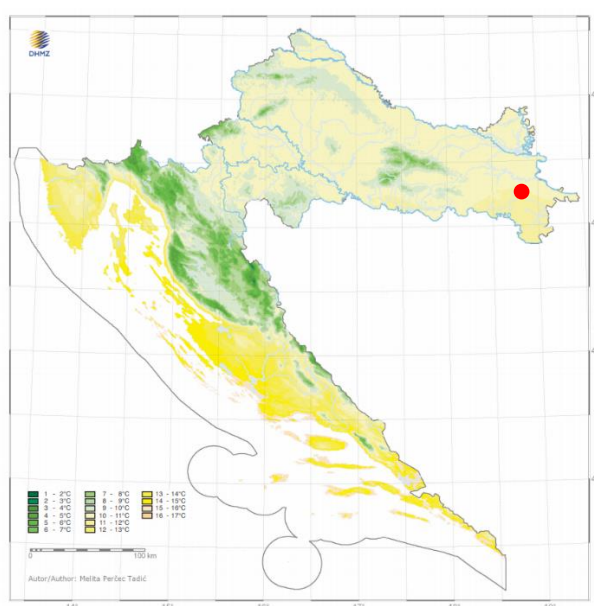 DHMZ
1 - 2°C
2 - 3°C
3 - 4°C
4 - 5°C
5 - 6°C
6 - 7°C
7 - 8°C
8 - 9°C
9 - 10°C
10 - 11°C
11 - 12°C
12 - 13°C
13 - 14°C
14 - 15°C
15 - 16°C
16 - 17°C
0 100 km
Autor/Author: Melita Perčec Tadić